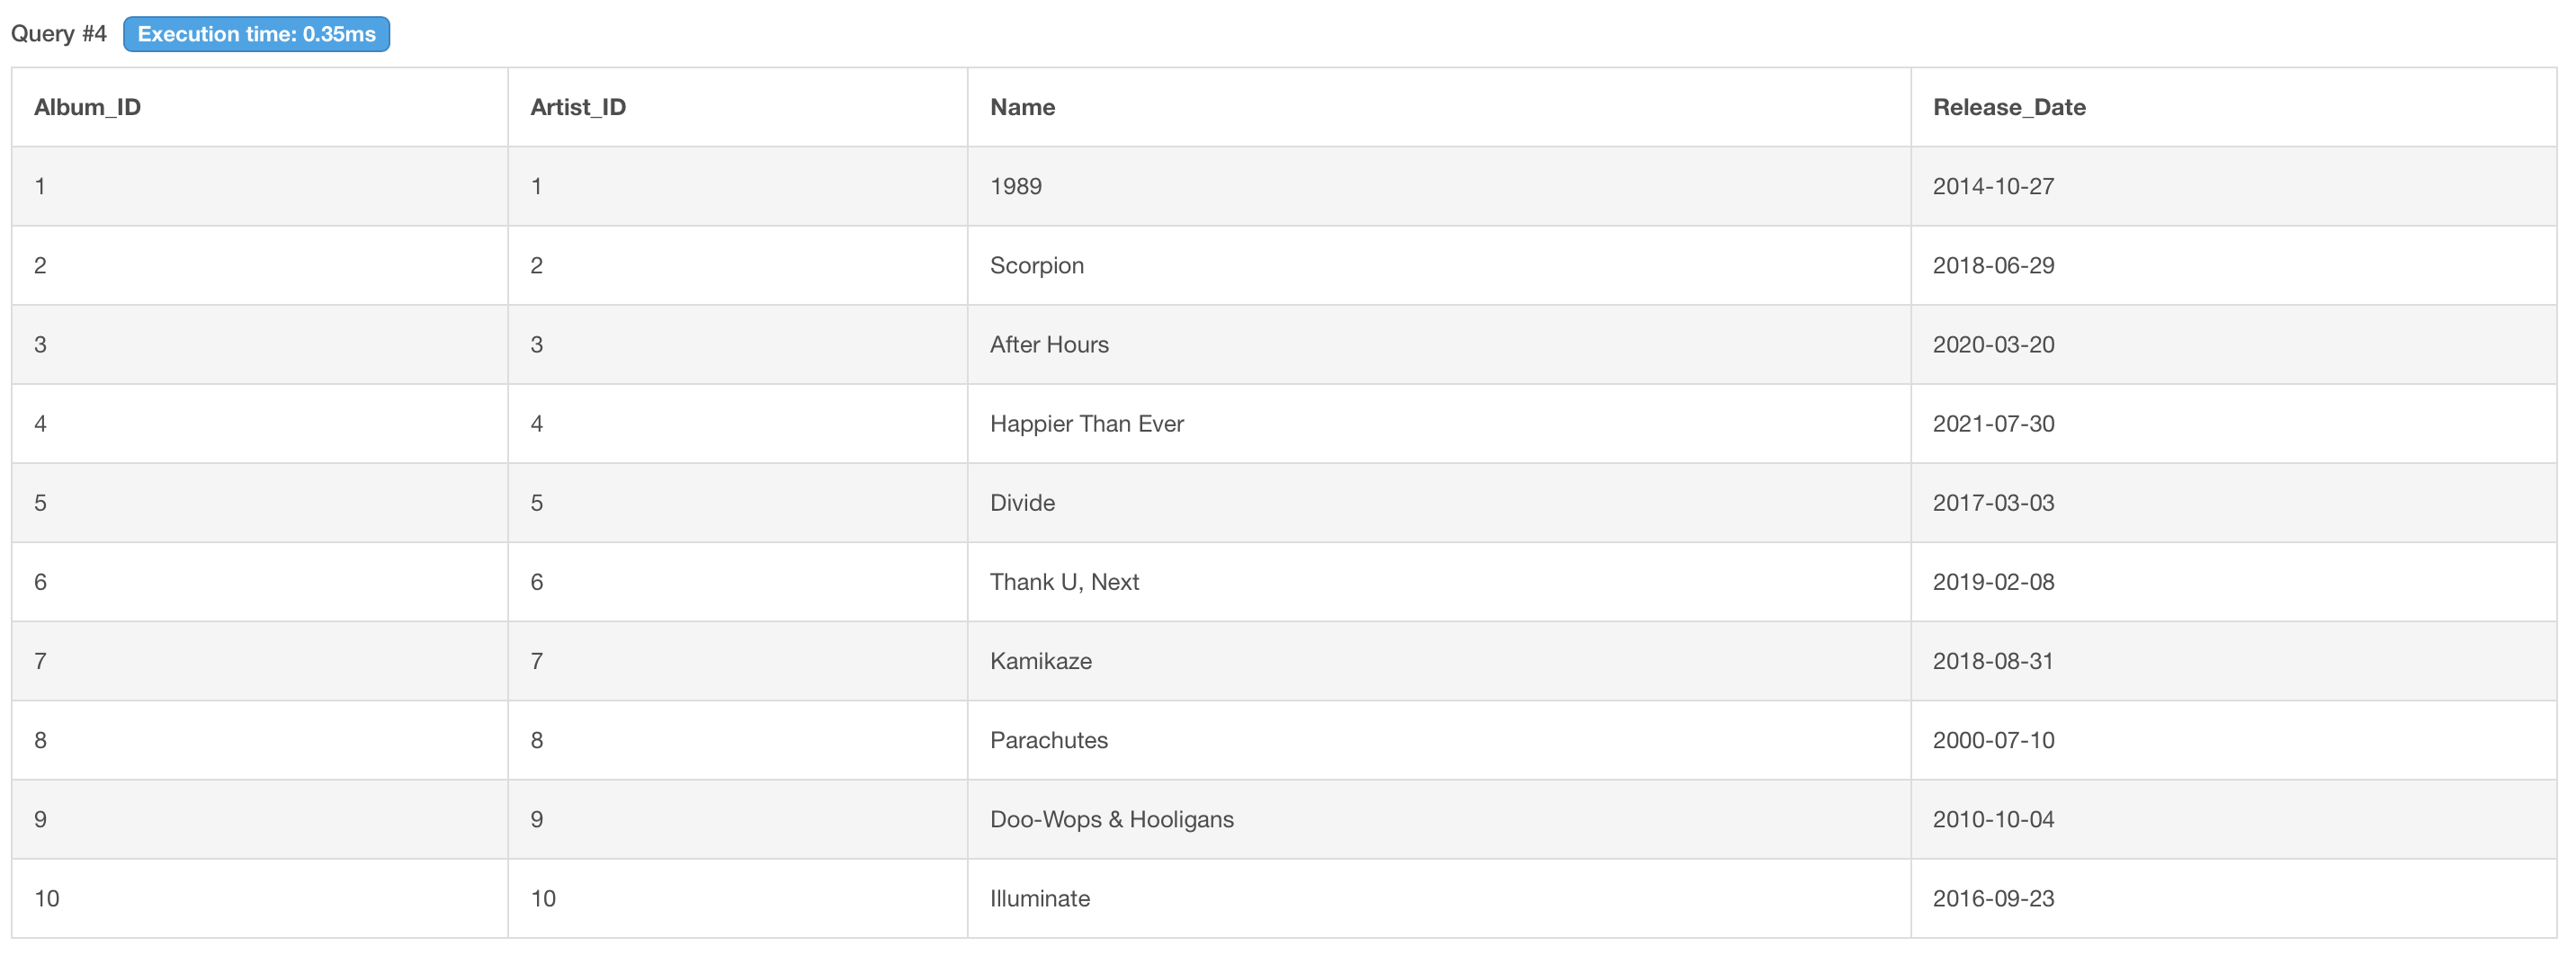 Query #4 Execution time: 0.35ms
Album_ID Artist_ID Name Release_Date
1 1 1989 2014-10-27
2 2 Scorpion 2018-06-29
3 3 After Hours 2020-03-20
4 4 Happier Than Ever 2021-07-30
5 5 Divide 2017-03-03
6 6 Thank U, Next 2019-02-08
7 7 Kamikaze 2018-08-31
8 8 Parachutes 2000-07-10
9 9 Doo-Wops & Hooligans 2010-10-04
10 10 Illuminate 2016-09-23